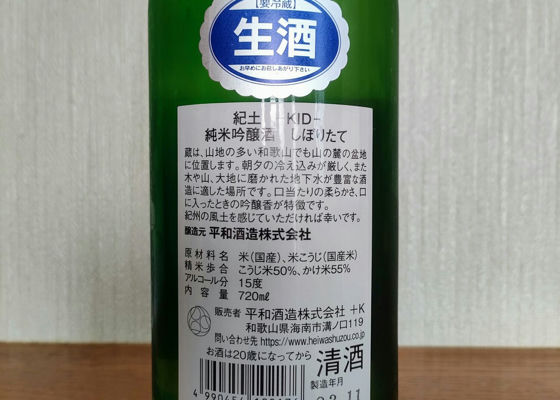 【要冷蔵】
生酒
お早めにお召し上がり下さい
紀土 -KID-
純米吟醸酒 しぼりたて
蔵は、山地の多い和歌山でも山の麓の盆地
に位置します。朝夕の冷え込みが厳しく、また
木や山、大地に磨かれた地下水が豊富な酒
造に適した場所です。口当たりの柔らかさ、口
に入ったときの吟醸香が特徴です。
紀州の風土を感じていただければ幸いです。
醸造元 平和酒造株式会社
原材料名 米(国産)、米こうじ(国産米)
精米歩合 こうじ米50%、かけ米55%
アルコール分 15度
内容量 720mℓ
販売者 平和酒造株式会社 +K
和歌山県海南市溝ノ口119
問い合わせ先 https://www.heiwashuzou.co.jp
お酒は20歳になってから 清酒
製造年月